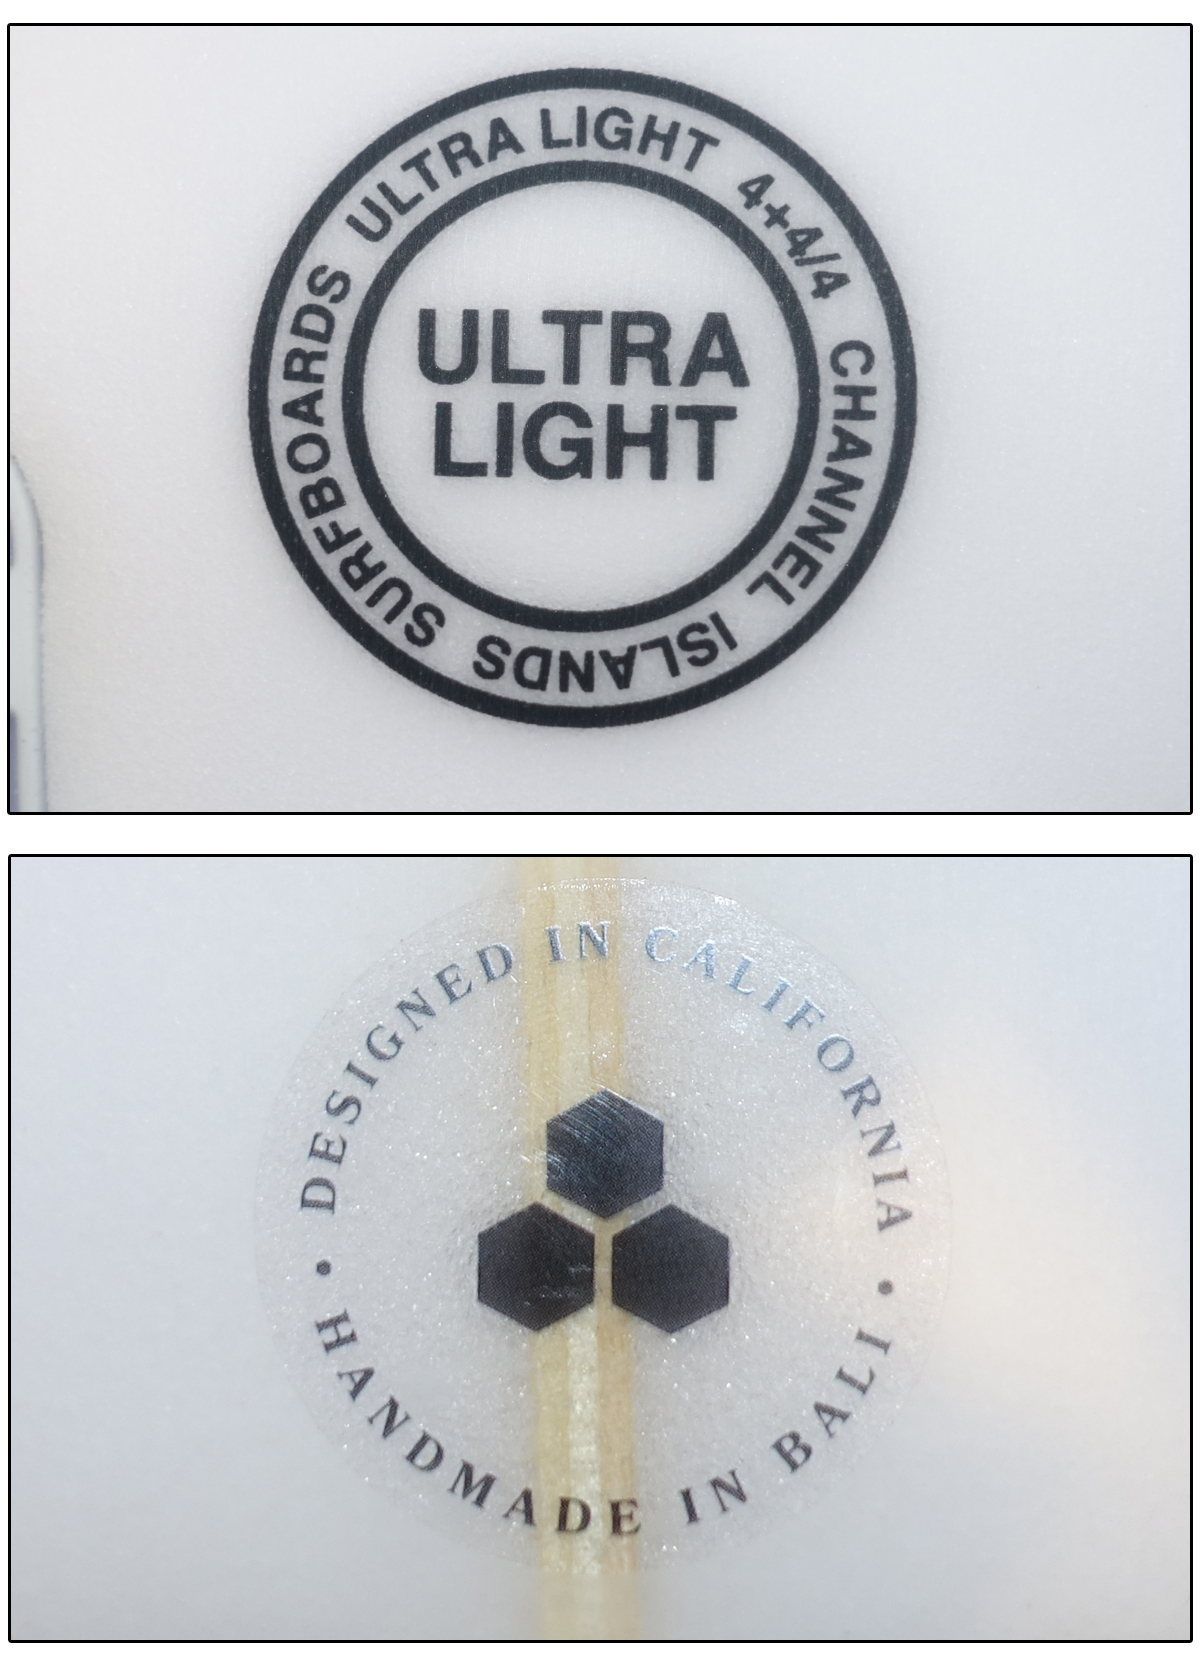 ULTRA LIGHT 4+4/4 CHANNEL ISLANDS SURFBOARDS
ULTRA
LIGHT
DESIGNED IN CALIFORNIA
• HANDMADE IN BALI •